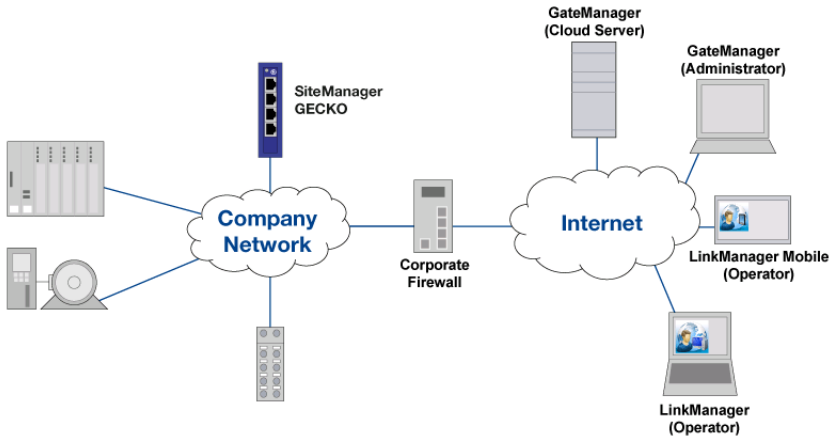 GateManager
(Cloud Server)
GateManager
(Administrator)
SiteManager
GECKO
Company
Network
Internet
Corporate
Firewall
LinkManager Mobile
(Operator)
LinkManager
(Operator)